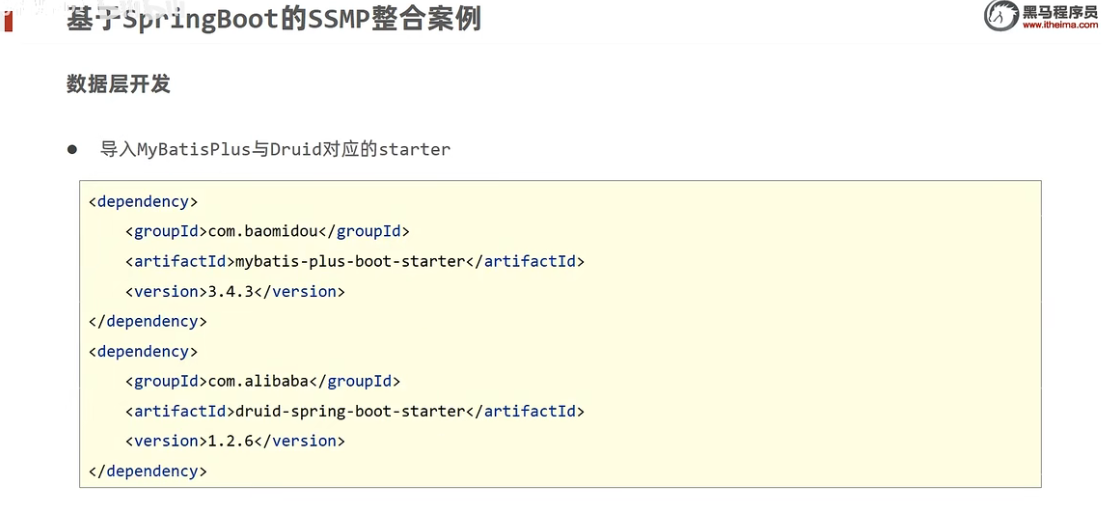 基于SpringBoot的SSMP整合案例
黑马程序员
www.itheima.com
数据层开发
● 导入MyBatisPlus与Druid对应的starter
<dependency>
    <groupId>com.baomidou</groupId>
    <artifactId>mybatis-plus-boot-starter</artifactId>
    <version>3.4.3</version>
</dependency>
<dependency>
    <groupId>com.alibaba</groupId>
    <artifactId>druid-spring-boot-starter</artifactId>
    <version>1.2.6</version>
</dependency>